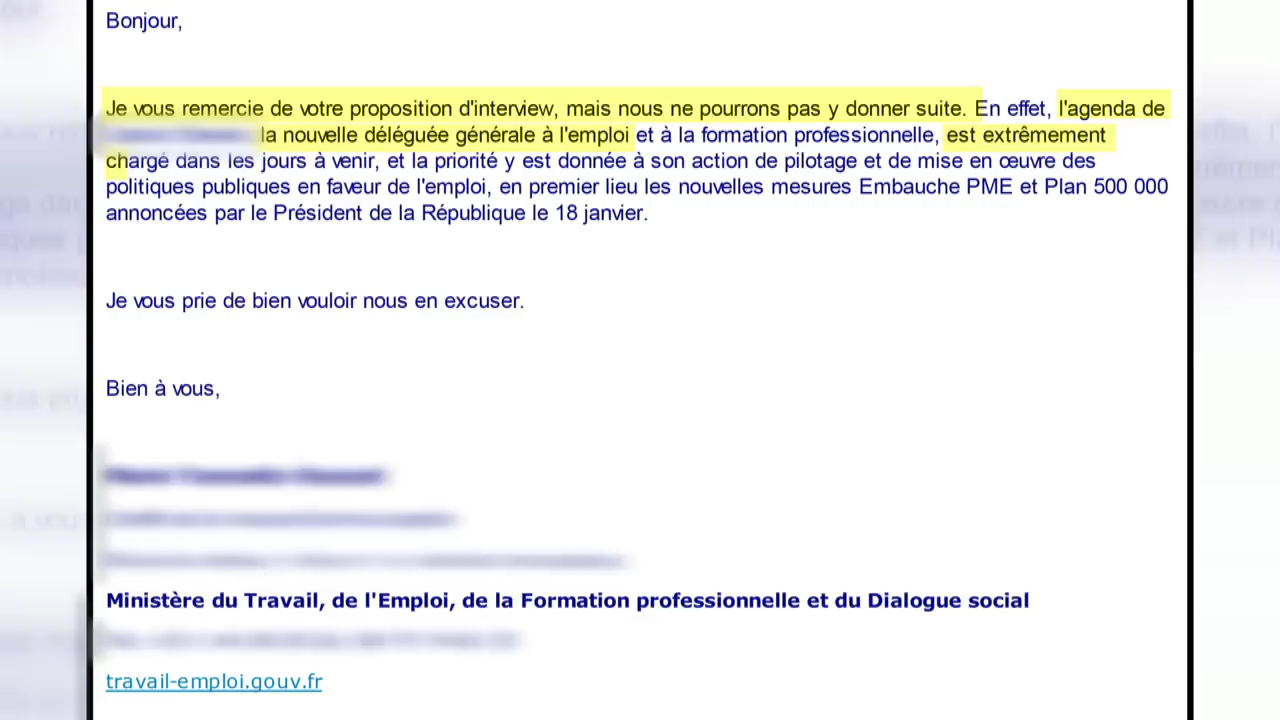 Bonjour,
Je vous remercie de votre proposition d'interview, mais nous ne pourrons pas y donner suite. En effet, l'agenda de
la nouvelle déléguée générale à l'emploi et à la formation professionnelle, est extrêmement
chargé dans les jours à venir, et la priorité y est donnée à son action de pilotage et de mise en œuvre des
politiques publiques en faveur de l'emploi, en premier lieu les nouvelles mesures Embauche PME et Plan 500 000
annoncées par le Président de la République le 18 janvier.
Je vous prie de bien vouloir nous en excuser.
Bien à vous,
Ministère du Travail, de l'Emploi, de la Formation professionnelle et du Dialogue social
travail-emploi.gouv.fr